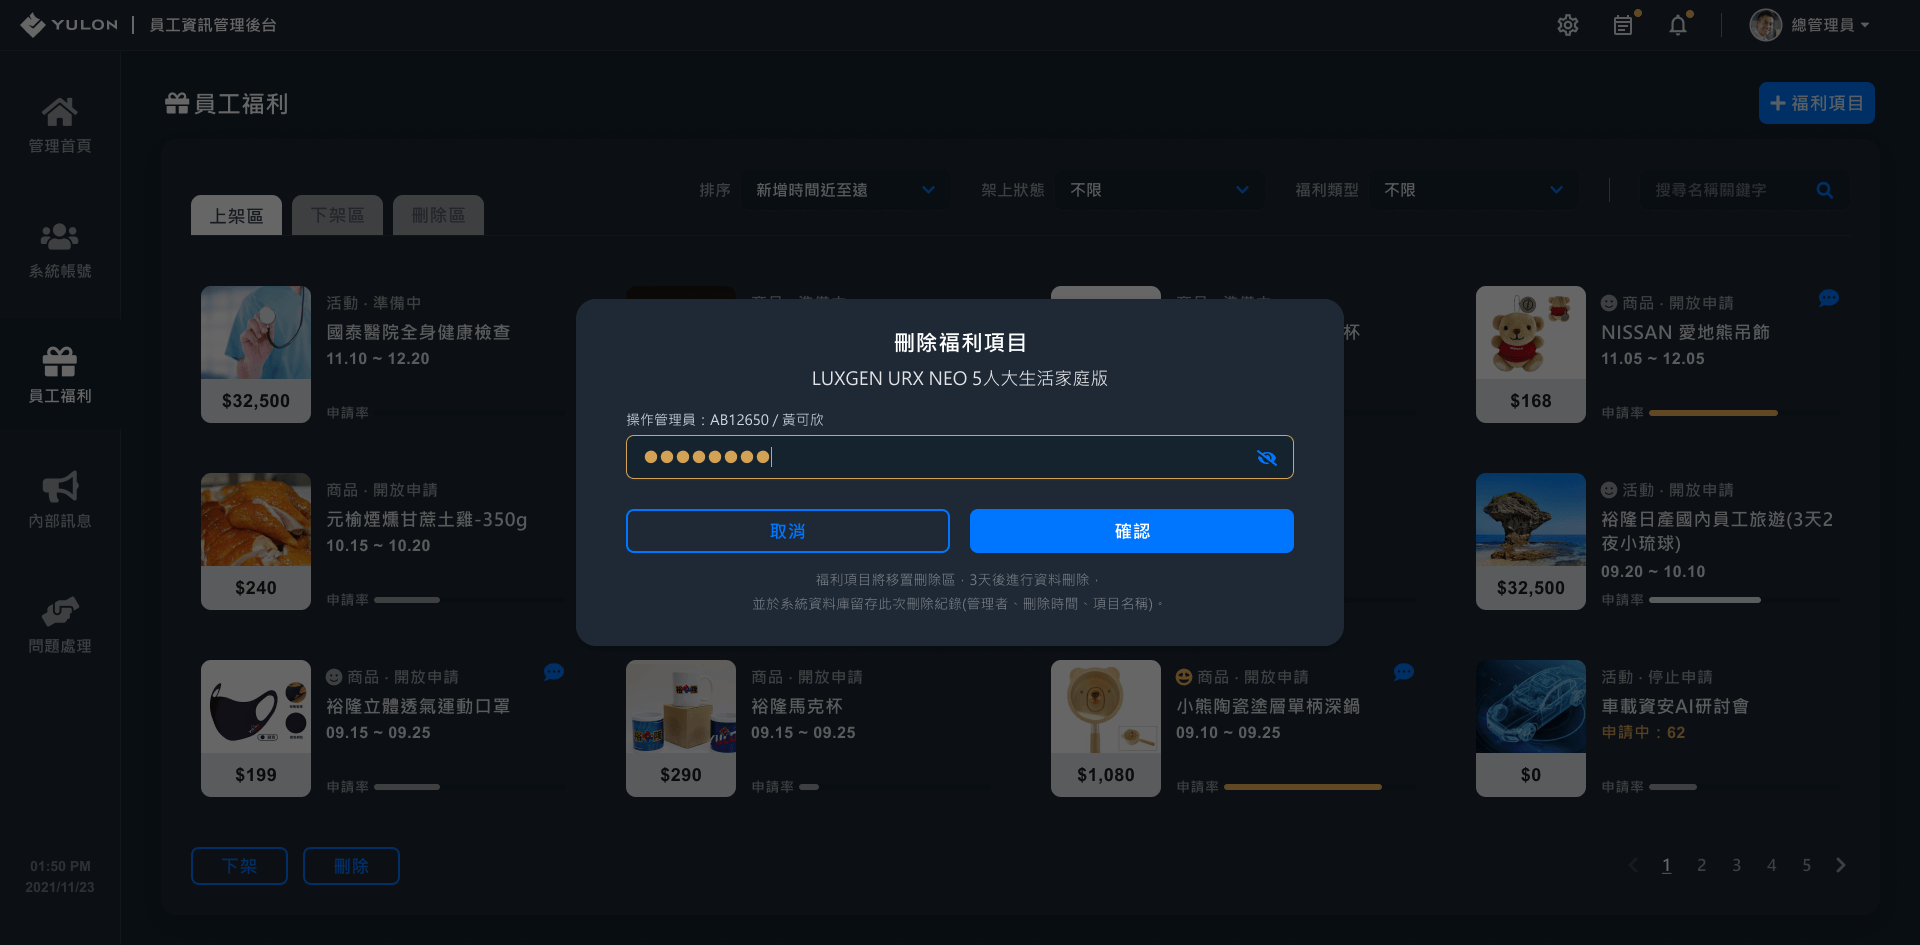 YULON | 員工資訊管理後台
總管理員
員工福利
福利項目
管理首頁
系統帳號
員工福利
內部訊息
問題處理
01:50 PM
2021/11/23
上架區
下架區
刪除區
排序
新增時間近至遠
架上狀態
不限
福利類型
不限
搜尋名稱關鍵字
活動 · 準備中
國泰醫院全身健康檢查
11.10 ~ 12.20
$32,500
申請率
商品 · 準備中
商品 · 準備中
杯
商品 · 開放申請
NISSAN 愛地熊吊飾
11.05 ~ 12.05
$168
申請率
刪除福利項目
LUXGEN URX NEO 5人大生活家庭版
操作管理員：AB12650 / 黃可欣
取消
確認
福利項目將移置刪除區，3天後進行資料刪除，
並於系統資料庫留存此次刪除紀錄(管理者、刪除時間、項目名稱)。
商品 · 開放申請
元榆煙燻甘蔗土雞-350g
10.15 ~ 10.20
$240
申請率
活動 · 開放申請
裕隆日產國內員工旅遊(3天2
夜小琉球)
09.20 ~ 10.10
$32,500
申請率
商品 · 開放申請
裕隆立體透氣運動口罩
09.15 ~ 09.25
$199
申請率
商品 · 開放申請
裕隆馬克杯
09.15 ~ 09.25
$290
申請率
商品 · 開放申請
小熊陶瓷塗層單柄深鍋
09.10 ~ 09.25
$1,080
申請率
活動 · 停止申請
車載資安AI研討會
申請中：62
$0
申請率
下架
刪除
1 2 3 4 5